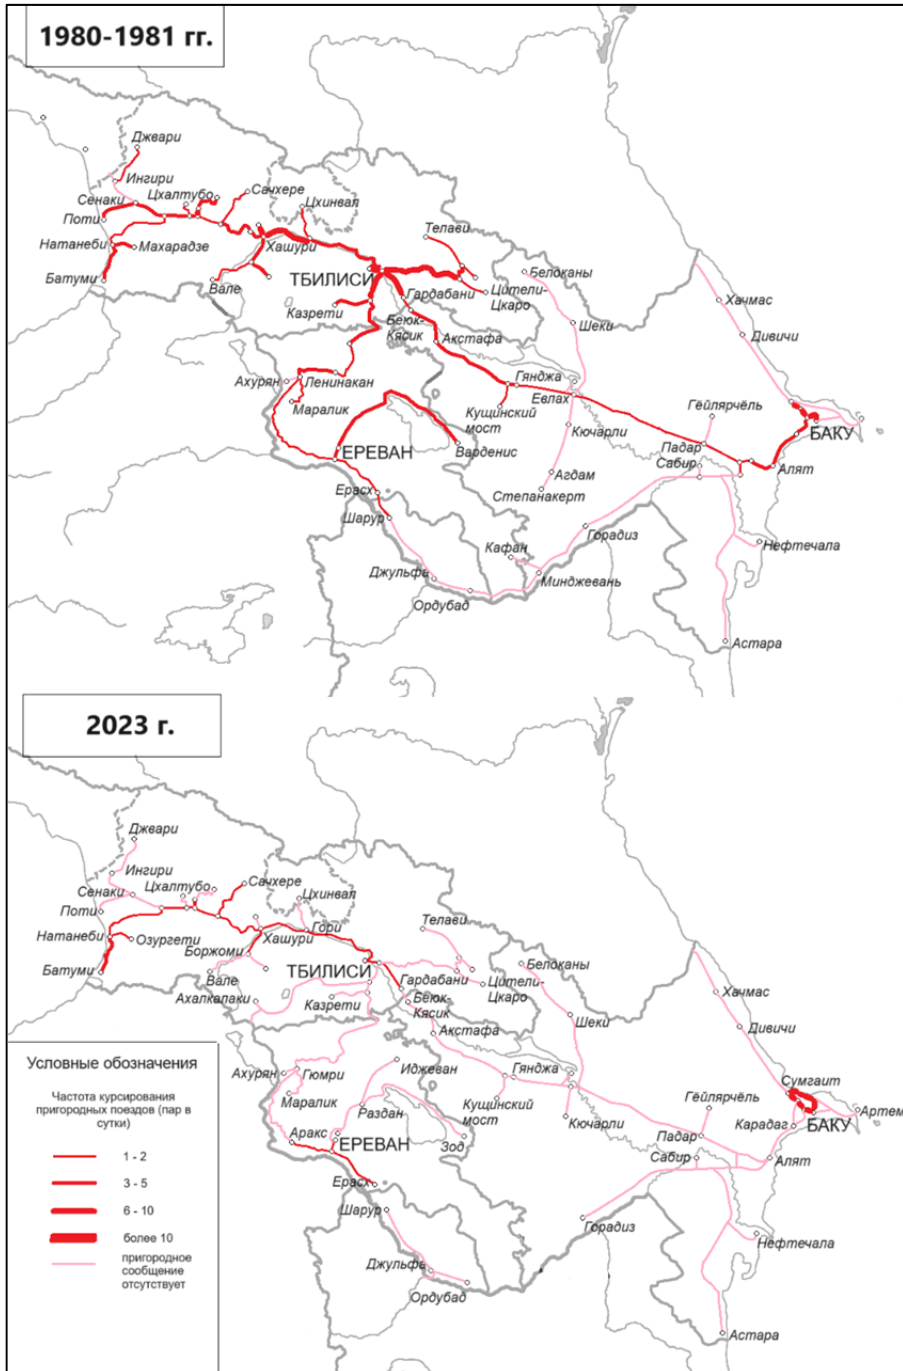 1980-1981 гг.
Джвари
Ингири
Сенаки
Цхалтубо
Сачхере
Цхинвал
Поти
Натанеби
Махарадзе
Хашури
Батуми
Вале
ТБИЛИСИ
Казрети
Телави
Гардабани
Цители-
Цкаро
Белоканы
Беюк-
Кясик
Акстафа
Шеки
Хачмас
Дивичи
Ахурян
Ленинакан
Маралик
Гянджа
Евлах
Кущинский
мост
Гёйлярчёль
БАКУ
ЕРЕВАН
Варденис
Кючарли
Падар
Сабир
Алят
Агдам
Степанакерт
Ерасх
Шарур
Кафан
Горадиз
Нефтечала
Джульфа
Минджевань
Ордубад
Астара
2023 г.
Джвари
Ингири
Сенаки
Цхалтубо
Сачхере
Цхинвал
Поти
Натанеби
Озургети
Хашури
Гори
Боржоми
Батуми
Вале
ТБИЛИСИ
Телави
Ахалкалаки
Казрети
Гардабани
Цители-
Цкаро
Белоканы
Беюк-
Кясик
Акстафа
Шеки
Хачмас
Дивичи
Сумгаит
Условные обозначения
Частота курсирования
пригородных поездов (пар в
сутки)
1 - 2
3 - 5
6 - 10
более 10
пригородное
сообщение
отсутствует
Ахурян
Гюмри
Иджеван
Маралик
Раздан
Аракс
ЕРЕВАН
Зод
Гянджа
Кущинский
мост
Кючарли
Гёйлярчёль
Карадаг
Артем
БАКУ
Падар
Сабир
Алят
Ерасх
Шарур
Горадиз
Нефтечала
Джульфа
Ордубад
Астара